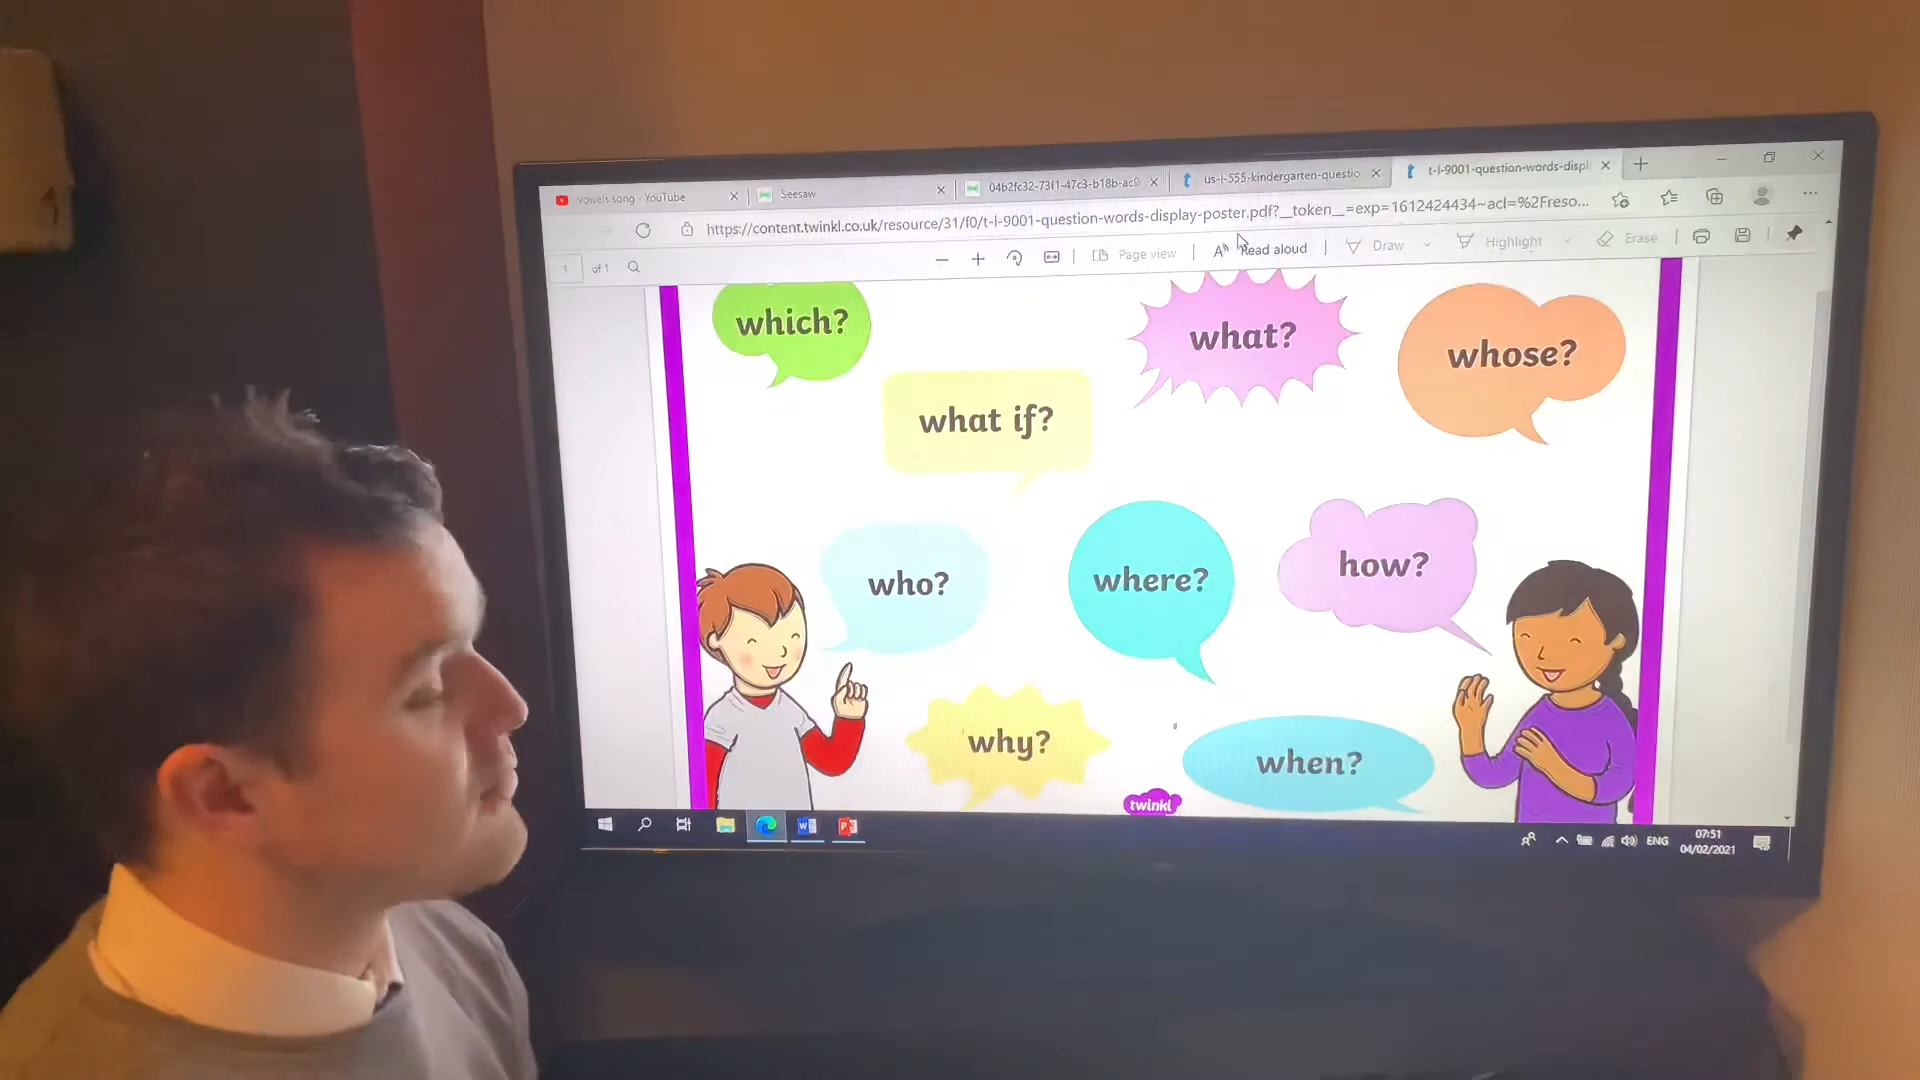 vowels song - YouTube
Seesaw
04b2fc32-73f1-47c3-b18b-ac9
us-l-555-kindergarten-questio
t-l-9001-question-words-displ
https://content.twinkl.co.uk/resource/31/f0/t-l-9001-question-words-display-poster.pdf?__token__=exp=1612424434~acl=%2Freso...
1 of 1
Page view
Read aloud
Draw
Highlight
Erase
which?
what?
whose?
what if?
who?
where?
how?
why?
when?
twinkl
ENG
07:51
04/02/2021